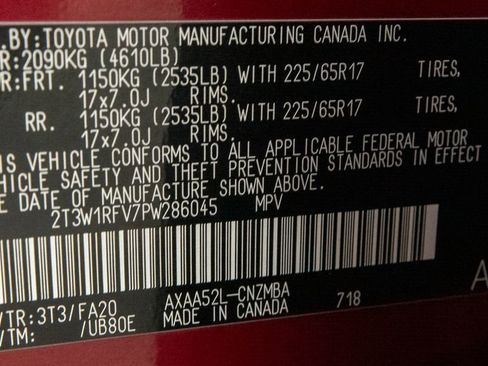 .BY:TOYOTA MOTOR MANUFACTURING CANADA INC.
R:2090KG (4610LB)
R:FRT. 1150KG (2535LB) WITH 225/65R17 TIRES,
17x7.0J RIMS.
RR. 1150KG (2535LB) WITH 225/65R17 TIRES,
17x7.0J RIMS.
IS VEHICLE CONFORMS TO ALL APPLICABLE FEDERAL MOTOR
ICLE SAFETY AND THEFT PREVENTION STANDARDS IN EFFECT
E DATE OF MANUFACTURE SHOWN ABOVE.
2T3W1RFV7PW286045 MPV
/TR:3T3/FA20 AXAA52L-CNZMBA A
/TM: /UB80E MADE IN CANADA 718